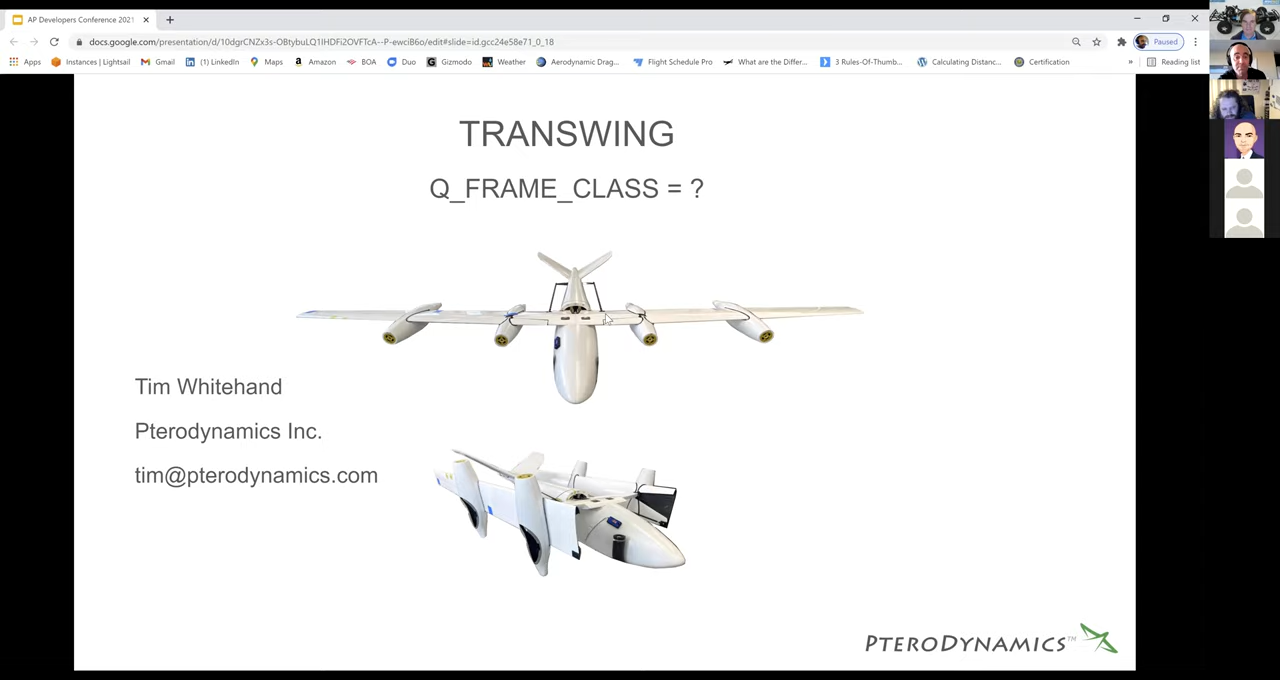 AP Developers Conference 2021
docs.google.com/presentation/d/10dgrCNZx3s-OBtybuLQ1IHDFi2OVFTcA--P-ewciB6o/edit#slide=id.gcc24e58e71_0_18
Paused
Apps
Instances | Lightsail
Gmail
(1) LinkedIn
Maps
Amazon
BOA
Duo
Gizmodo
Weather
Aerodynamic Drag...
Flight Schedule Pro
What are the Differ...
3 Rules-Of-Thumb...
Calculating Distanc...
Certification
»
Reading list
TRANSWING
Q_FRAME_CLASS = ?
Tim Whitehand
Pterodynamics Inc.
tim@pterodynamics.com
PTERODYNAMICS™